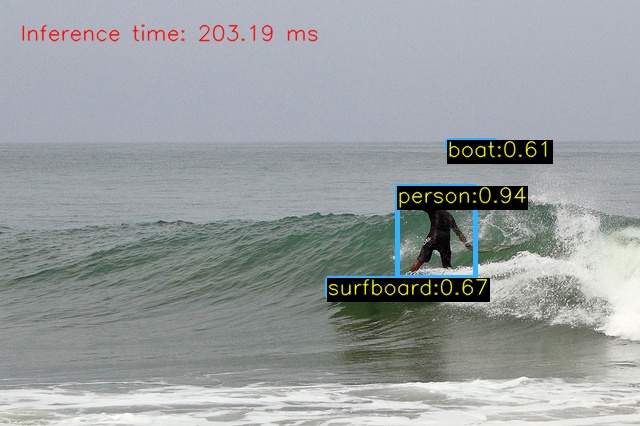 Inference time: 203.19 ms
boat:0.61
person:0.94
surfboard:0.67